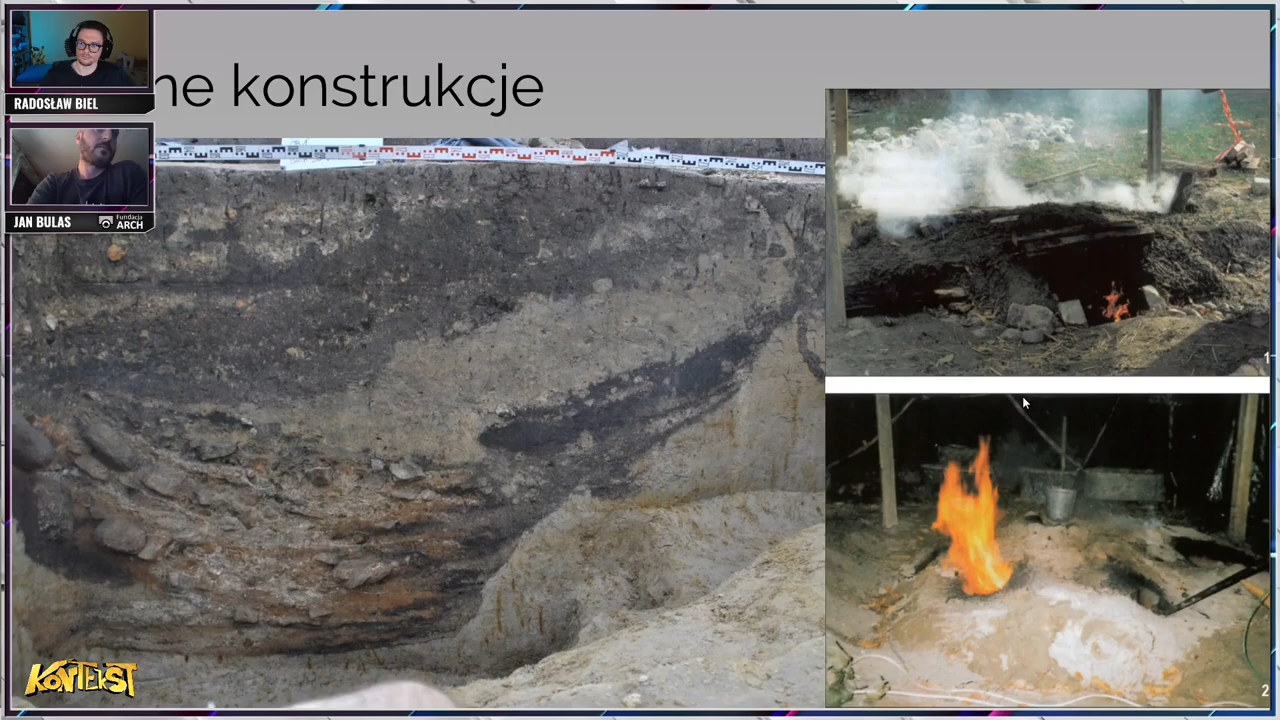 ne konstrukcje
RADOSŁAW BIEL
JAN BULAS
Fundacja
ARCH
KONTEKST
1
2